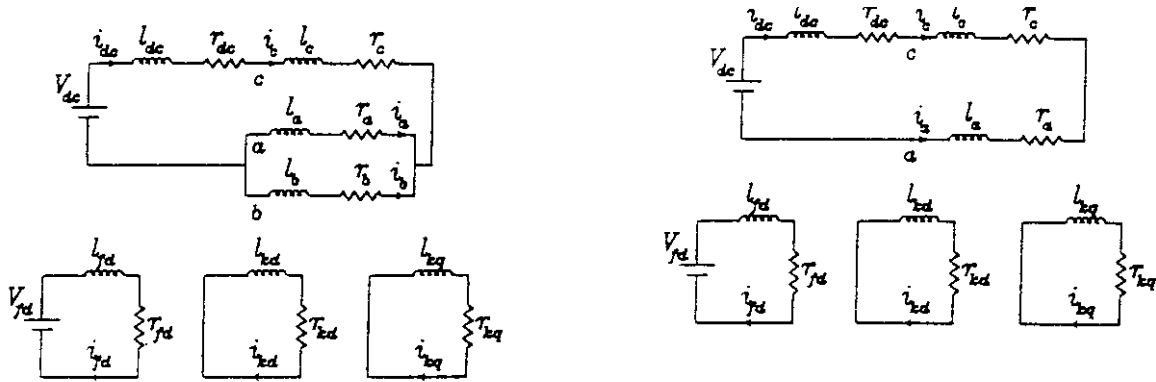 i_dc l_dc r_dc i_c l_c r_c
V_dc
c
l_a r_a i_a
a
l_b r_b i_b
b
l_fd l_kd l_kq
V_fd r_fd r_kd r_kq
i_fd i_kd i_kq
i_dc l_dc r_dc i_c l_c r_c
V_dc
c
i_a l_a r_a
a
l_fd l_kd l_kq
V_fd r_fd r_kd r_kq
i_fd i_kd i_kq